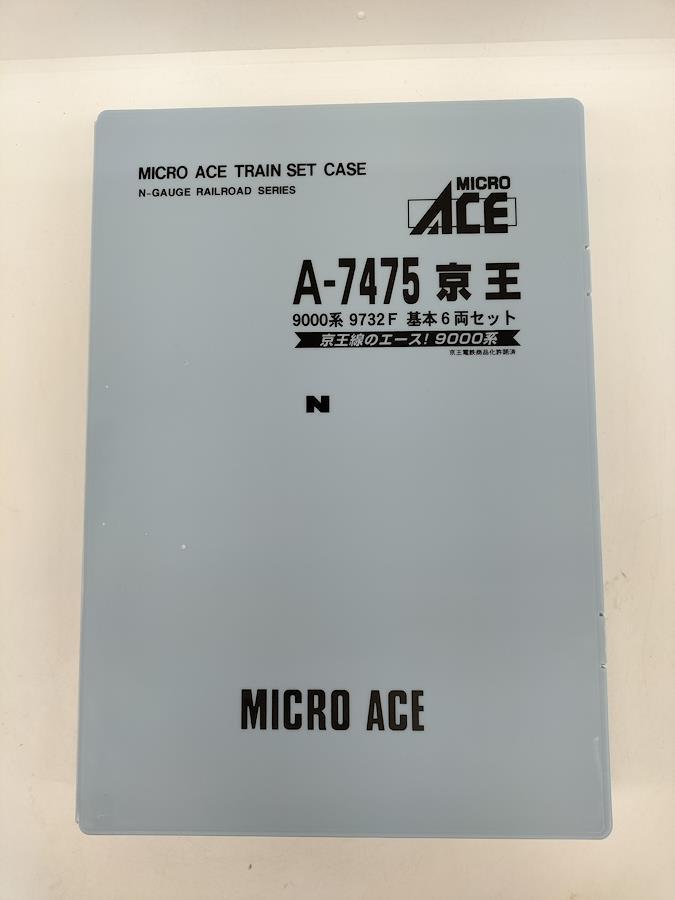 MICRO ACE TRAIN SET CASE
N-GAUGE RAILROAD SERIES
MICRO
ACE
A-7475 京王
9000系 9732F 基本6両セット
京王線のエース! 9000系
京王電鉄商品化許諾済
N
MICRO ACE